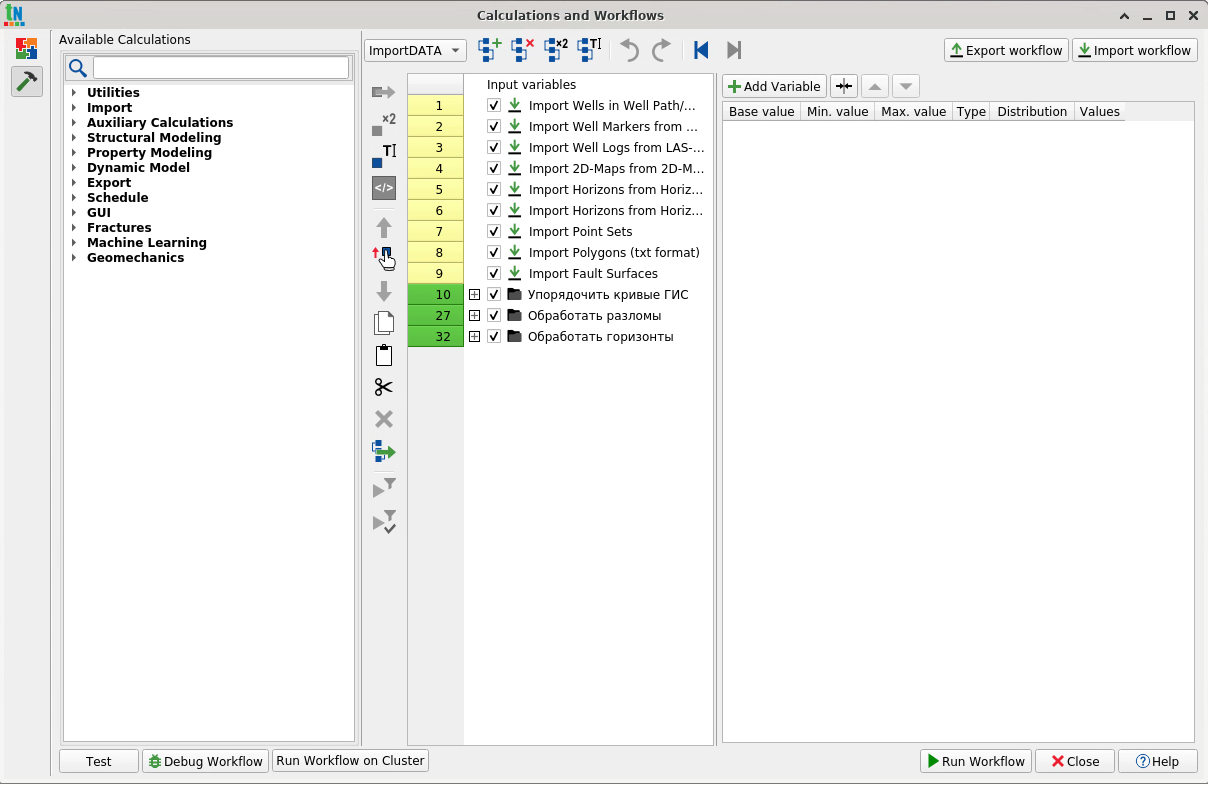 tN
Calculations and Workflows
Available Calculations
Utilities
Import
Auxiliary Calculations
Structural Modeling
Property Modeling
Dynamic Model
Export
Schedule
GUI
Fractures
Machine Learning
Geomechanics
ImportDATA
×2
T
Export workflow
Import workflow
×2
T
</>
Input variables
1 Import Wells in Well Path/...
2 Import Well Markers from ...
3 Import Well Logs from LAS-...
4 Import 2D-Maps from 2D-M...
5 Import Horizons from Horiz...
6 Import Horizons from Horiz...
7 Import Point Sets
8 Import Polygons (txt format)
9 Import Fault Surfaces
10 Упорядочить кривые ГИС
27 Обработать разломы
32 Обработать горизонты
Add Variable
Base value Min. value Max. value Type Distribution Values
Test Debug Workflow Run Workflow on Cluster Run Workflow Close Help